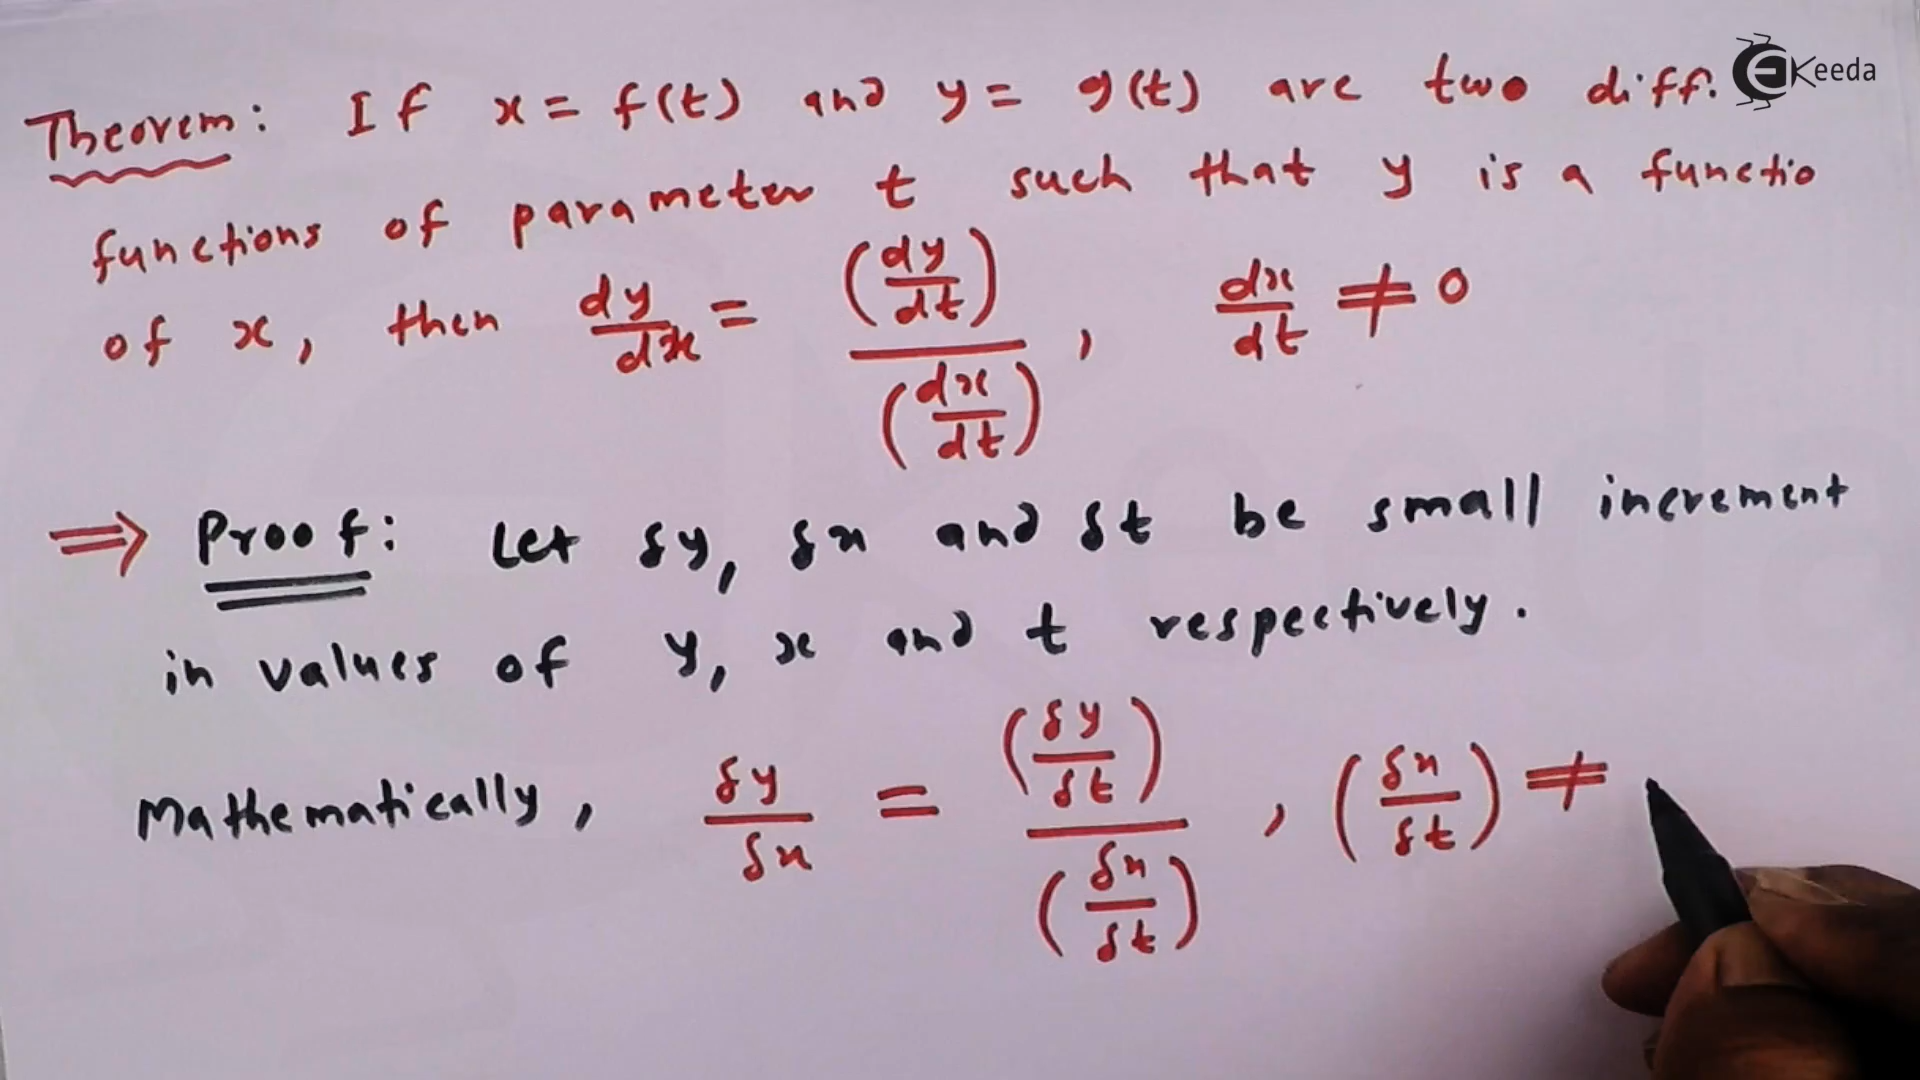 Theorem: If x = f(t) and y = g(t) are two diff.
EKeeda
functions of parameter t such that y is a functio
of x, then dy/dx = (dy/dt)/(dx/dt), dx/dt ≠ 0
⇒ Proof: Let δy, δx and δt be small increment
in values of y, x and t respectively.
Mathematically, δy/δx = (δy/δt)/(δx/δt), (δx/δt) ≠